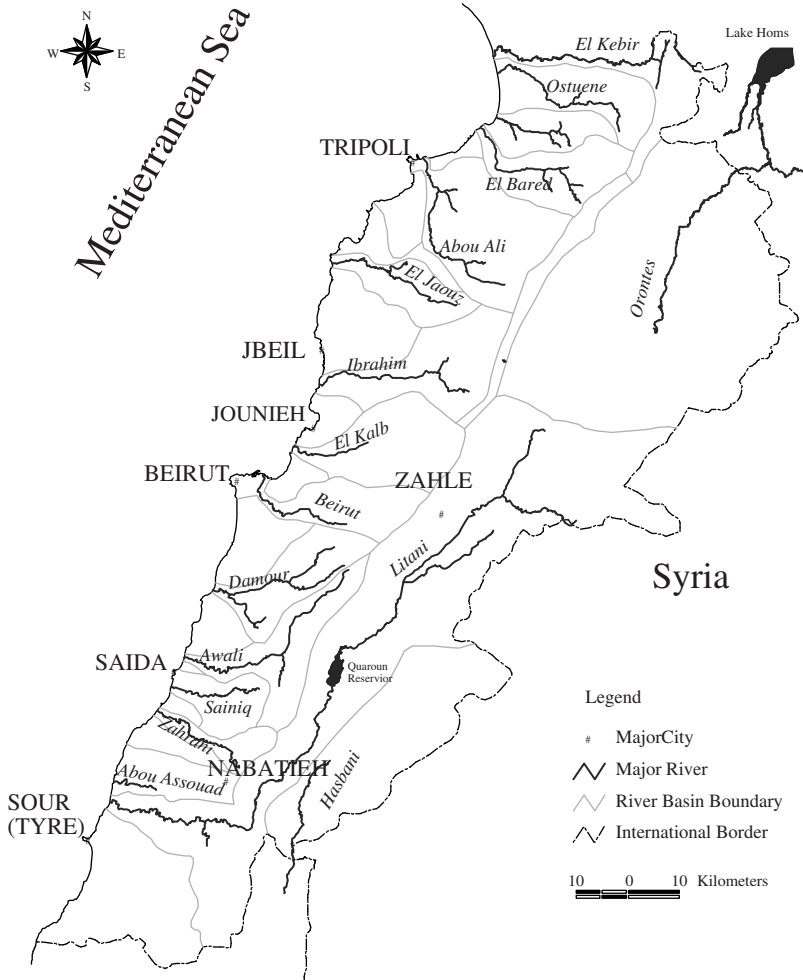 N
W E
S
Mediterranean Sea
El Kebir
Lake Homs
Ostuene
TRIPOLI
El Bared
Abou Ali
El Jaouz
Orontes
JBEIL
Ibrahim
JOUNIEH
El Kalb
BEIRUT
ZAHLE
#
Beirut
#
Litani
Syria
Damour
SAIDA
Awali
Quaroun
Reservior
Sainiq
Zahrani
NABATIEH
Abou Assouad
#
Hasbani
SOUR
(TYRE)
Legend
# MajorCity
Major River
River Basin Boundary
International Border
10 0 10 Kilometers